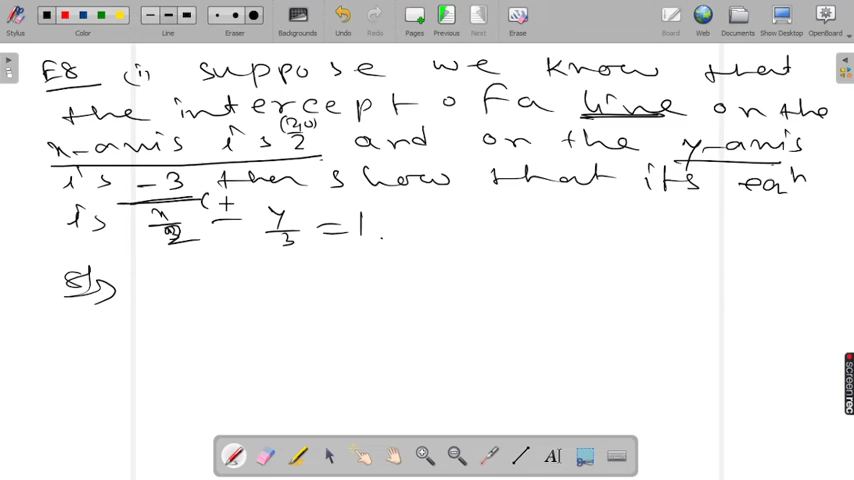 Stylus Color Line Eraser Backgrounds Undo Redo Pages Previous Next Erase Board Web Documents Show Desktop OpenBoard
E8 (i) suppose we know that
the intercept of a line on the
(2,0)
x-axis is 2 and on the y-axis
is -3 then show that its eqn
is x/2 - y/3 = 1.
Sol
screenrec